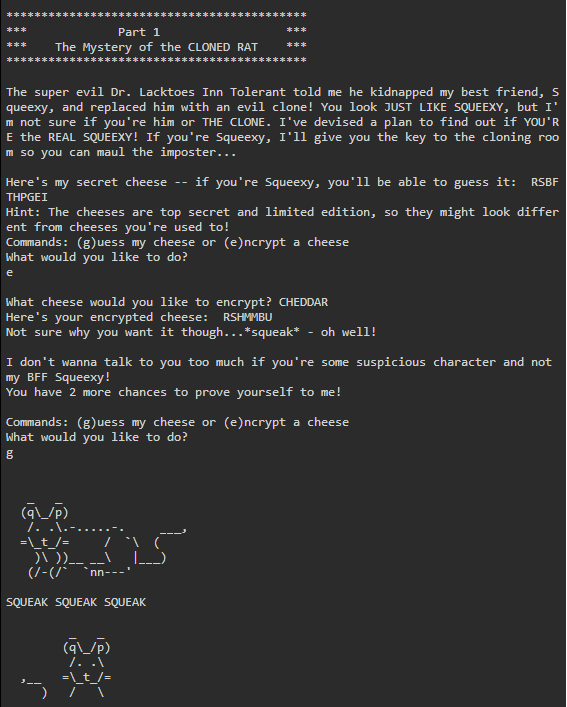 *******************************************
***             Part 1                  ***
***    The Mystery of the CLONED RAT    ***
*******************************************
The super evil Dr. Lacktoes Inn Tolerant told me he kidnapped my best friend, S
queexy, and replaced him with an evil clone! You look JUST LIKE SQUEEXY, but I'
m not sure if you're him or THE CLONE. I've devised a plan to find out if YOU'R
E the REAL SQUEEXY! If you're Squeexy, I'll give you the key to the cloning roo
m so you can maul the imposter...
Here's my secret cheese -- if you're Squeexy, you'll be able to guess it:  RSBF
THPGEI
Hint: The cheeses are top secret and limited edition, so they might look differ
ent from cheeses you're used to!
Commands: (g)uess my cheese or (e)ncrypt a cheese
What would you like to do?
e
What cheese would you like to encrypt? CHEDDAR
Here's your encrypted cheese:  RSHMMBU
Not sure why you want it though...*squeak* - oh well!
I don't wanna talk to you too much if you're some suspicious character and not
my BFF Squeexy!
You have 2 more chances to prove yourself to me!
Commands: (g)uess my cheese or (e)ncrypt a cheese
What would you like to do?
g
   _   _
  (q\_/p)
   /. .\.-.....-.     ___,
  =\_t_/=     /  `\  (
    )\ ))__ __\   |___)
   (/-(/`  `nn---'
SQUEAK SQUEAK SQUEAK
         _   _
        (q\_/p)
         /. .\
  ,__   =\_t_/=
     )   /   \